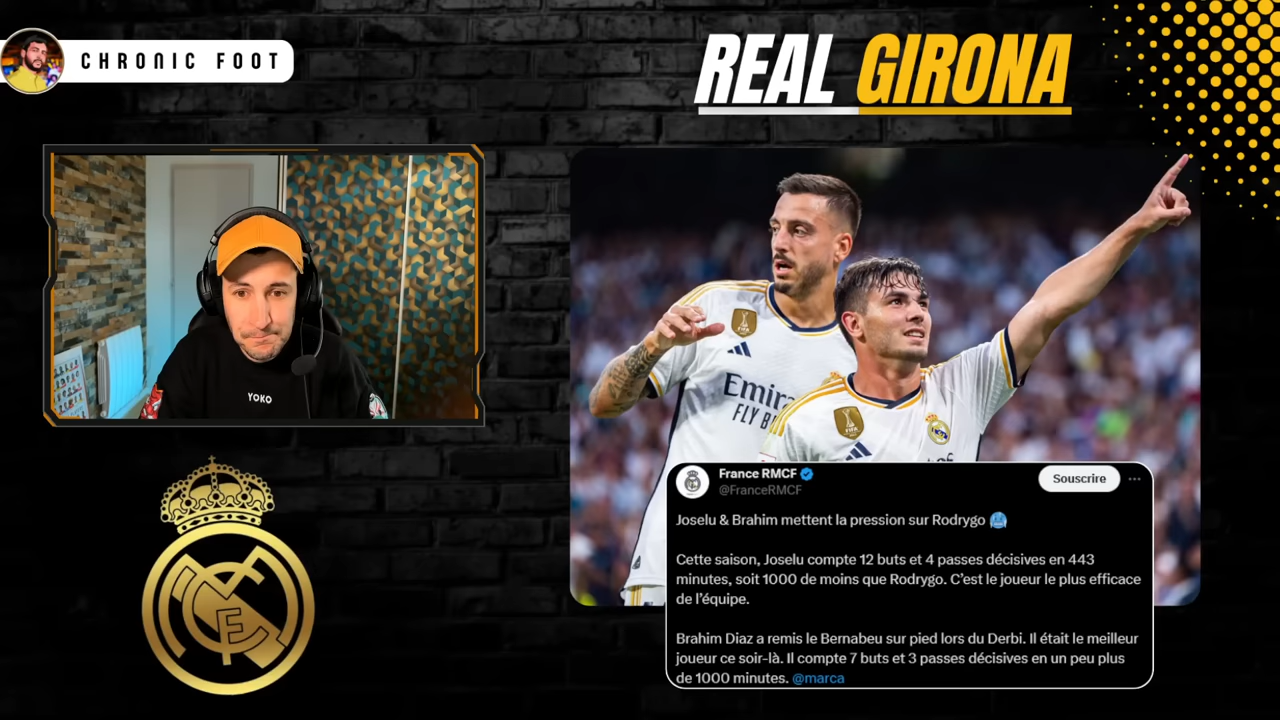 CHRONIC FOOT
REAL GIRONA
YOKO
Emira
FLY B
France RMCF
@FranceRMCF
Souscrire
Joselu & Brahim mettent la pression sur Rodrygo 🥶
Cette saison, Joselu compte 12 buts et 4 passes décisives en 443
minutes, soit 1000 de moins que Rodrygo. C'est le joueur le plus efficace
de l'équipe.
Brahim Diaz a remis le Bernabeu sur pied lors du Derbi. Il était le meilleur
joueur ce soir-là. Il compte 7 buts et 3 passes décisives en un peu plus
de 1000 minutes. @marca